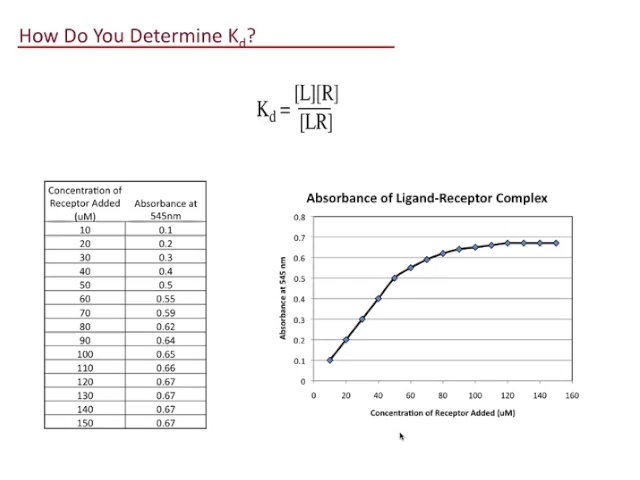 How Do You Determine Kd?
Kd = [L][R]
[LR]
Concentration of
Receptor Added
(uM)
Absorbance at
545nm
10 0.1
20 0.2
30 0.3
40 0.4
50 0.5
60 0.55
70 0.59
80 0.62
90 0.64
100 0.65
110 0.66
120 0.67
130 0.67
140 0.67
150 0.67
Absorbance of Ligand-Receptor Complex
Absorbance at 545 nm
0.8
0.7
0.6
0.5
0.4
0.3
0.2
0.1
0
0 20 40 60 80 100 120 140 160
Concentration of Receptor Added (uM)